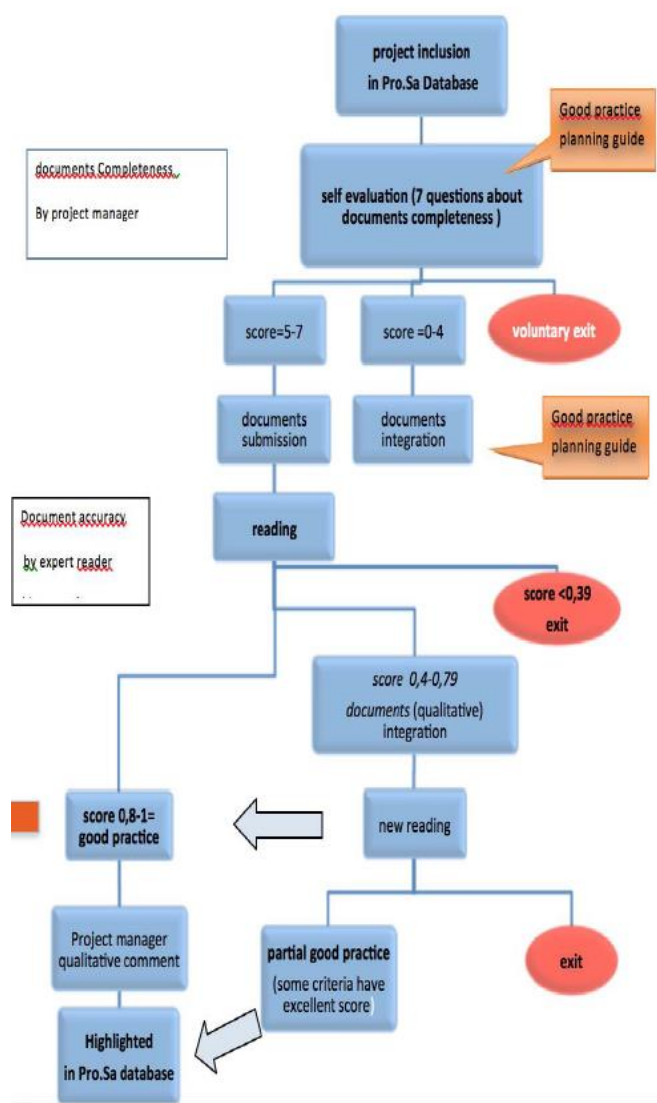 project inclusion
in Pro.Sa Database
Good practice
planning guide
documents Completeness
By project manager
self evaluation (7 questions about
documents completeness )
score=5-7
score =0-4
voluntary exit
documents
submission
documents
integration
Good practice
planning guide
Document accuracy
by expert reader
reading
score <0,39
exit
score 0,4-0,79
documents (qualitative)
integration
score 0,8-1=
good practice
new reading
Project manager
qualitative comment
partial good practice
(some criteria have
excellent score)
exit
Highlighted
in Pro.Sa database